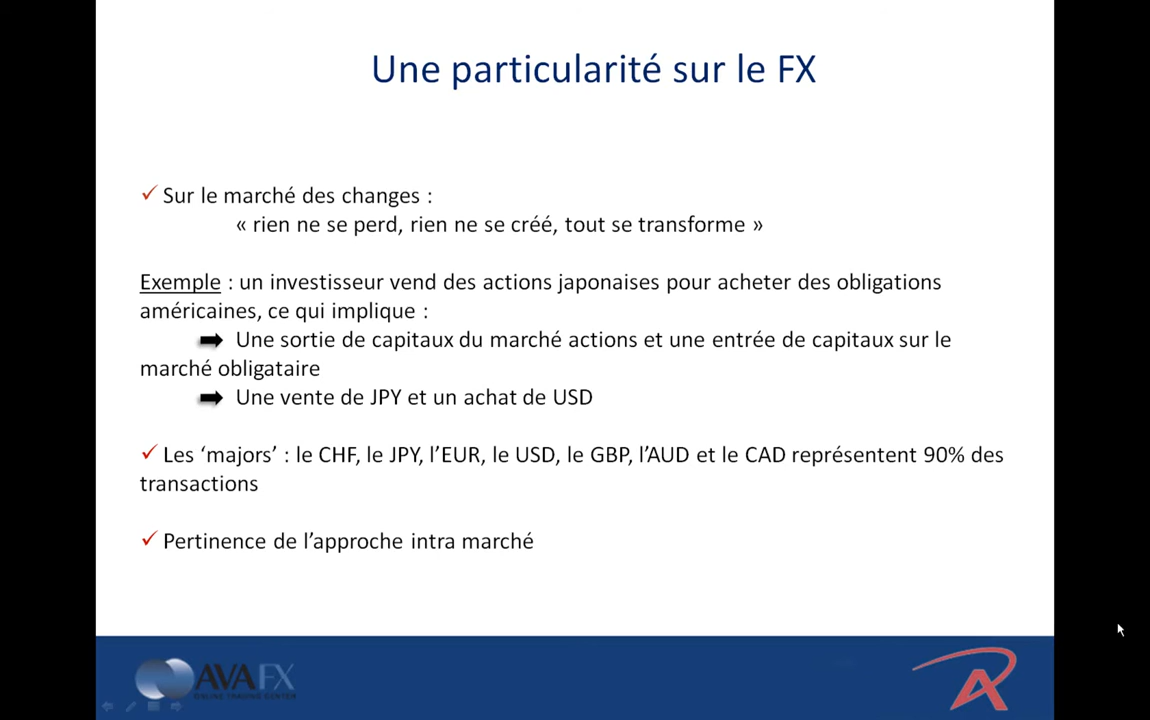 Une particularité sur le FX
✓ Sur le marché des changes :
« rien ne se perd, rien ne se créé, tout se transforme »
Exemple : un investisseur vend des actions japonaises pour acheter des obligations
américaines, ce qui implique :
➡ Une sortie de capitaux du marché actions et une entrée de capitaux sur le
marché obligataire
➡ Une vente de JPY et un achat de USD
✓ Les ‘majors’ : le CHF, le JPY, l’EUR, le USD, le GBP, l’AUD et le CAD représentent 90% des
transactions
✓ Pertinence de l’approche intra marché
AVAFX
ONLINE TRADING CENTER